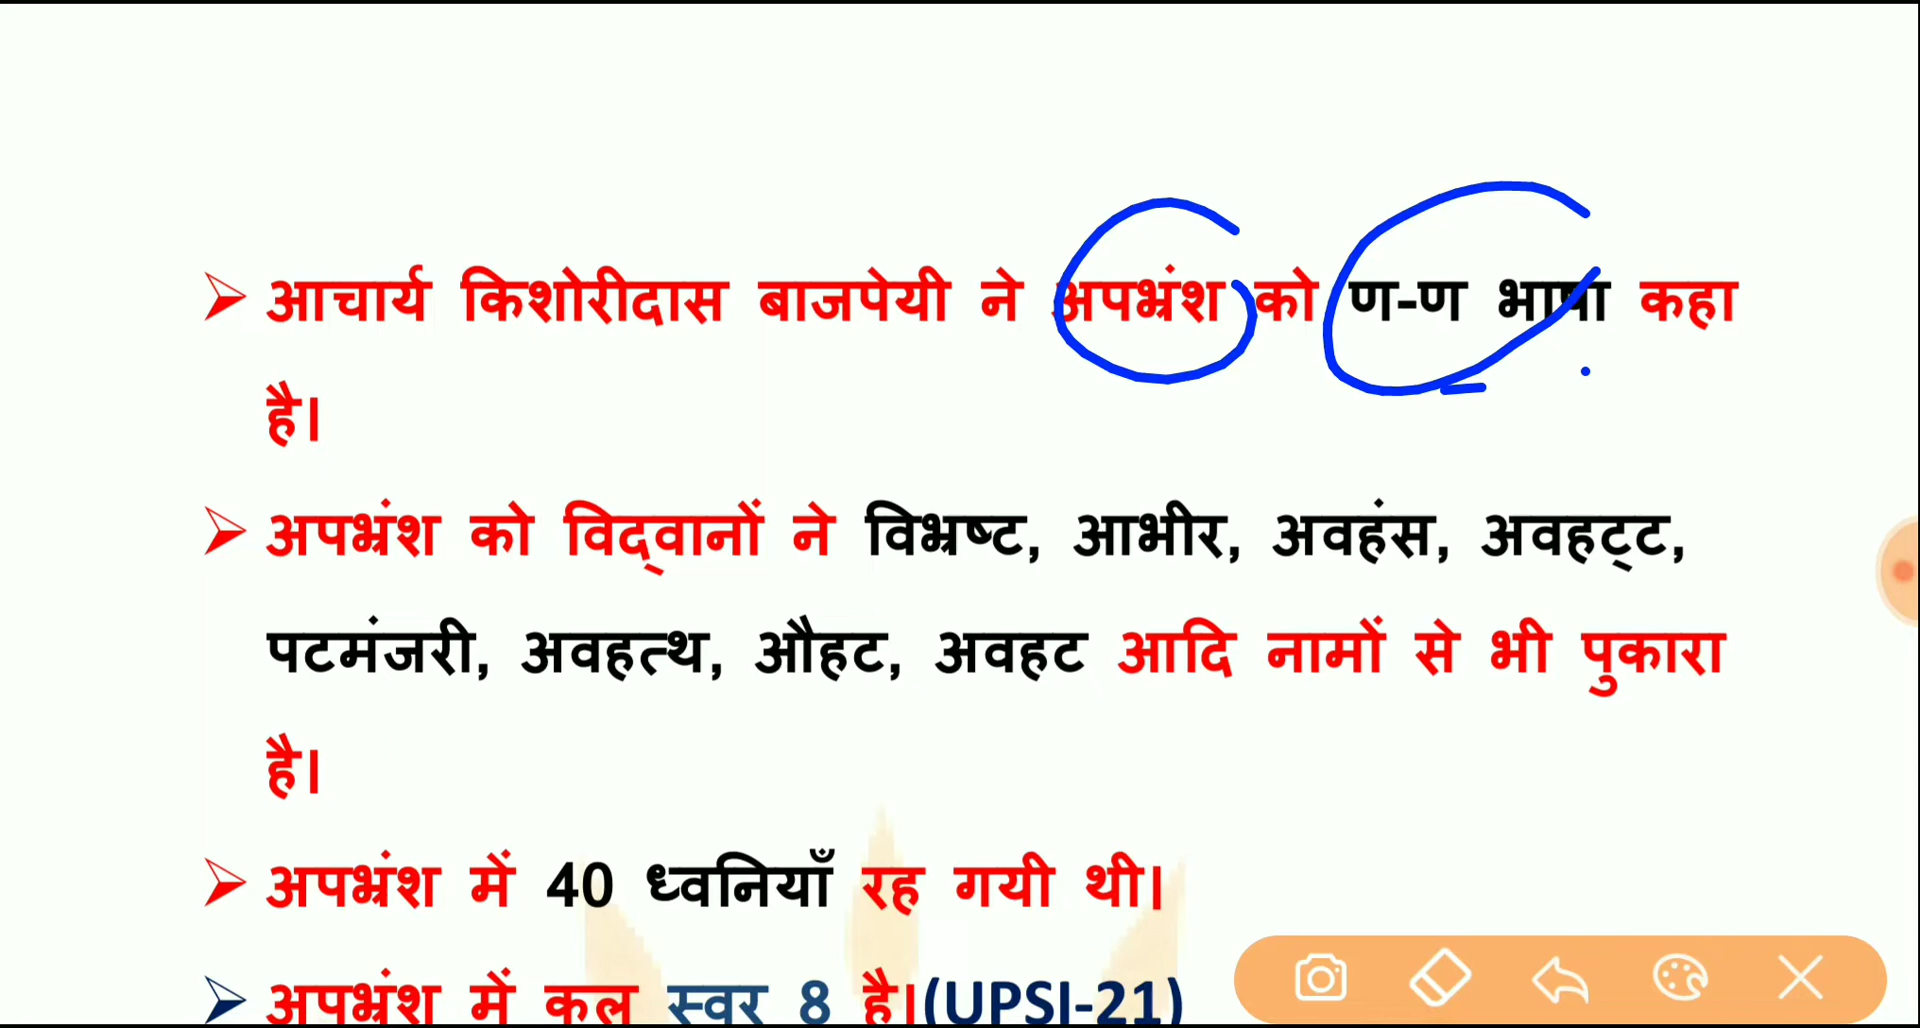 ➢ आचार्य किशोरीदास बाजपेयी ने अपभ्रंश को ण-ण भाषा कहा
है।
➢ अपभ्रंश को विद्‌वानों ने विभ्रष्ट, आभीर, अवहंस, अवहट्‌ट,
पटमंजरी, अवहत्थ, औहट, अवहट आदि नामों से भी पुकारा
है।
➢ अपभ्रंश में 40 ध्वनियाँ रह गयी थी।
➢ अपभ्रंश में कुल स्वर 8 है।(UPSI-21)